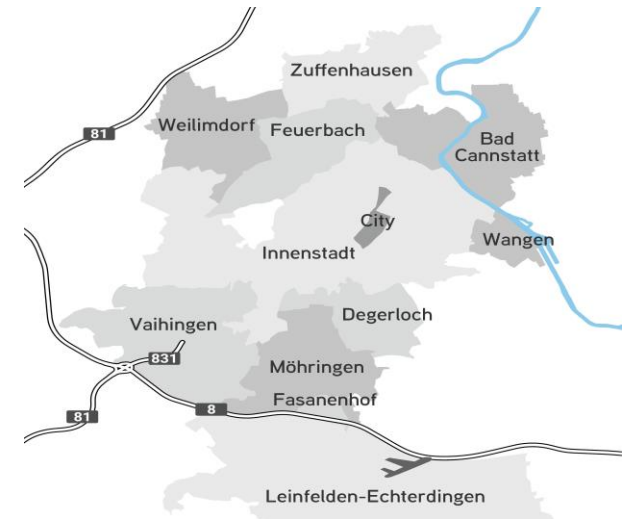 Zuffenhausen
Weilimdorf
Feuerbach
81
Bad
Cannstatt
City
Wangen
Innenstadt
Degerloch
Vaihingen
831
Möhringen
Fasanenhof
8
81
Leinfelden-Echterdingen